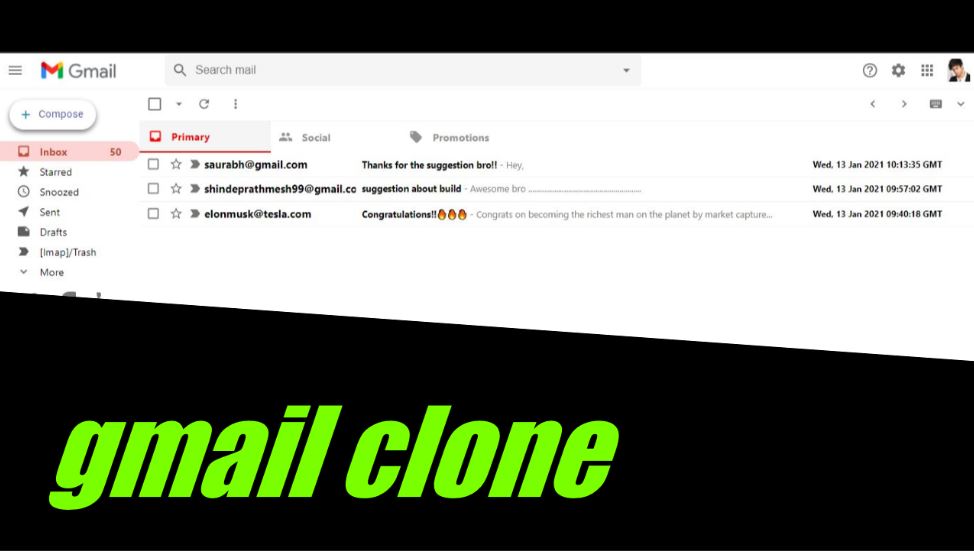 Gmail Search mail
Compose
Primary Social Promotions
Inbox 50
saurabh@gmail.com Thanks for the suggestion bro!! - Hey, Wed, 13 Jan 2021 10:13:35 GMT
Starred
Snoozed
shindeprathmesh99@gmail.co suggestion about build - Awesome bro ............................................... Wed, 13 Jan 2021 09:57:02 GMT
Sent
elonmusk@tesla.com Congratulations!!🔥🔥🔥 - Congrats on becoming the richest man on the planet by market capture... Wed, 13 Jan 2021 09:40:18 GMT
Drafts
[Imap]/Trash
More
gmail clone